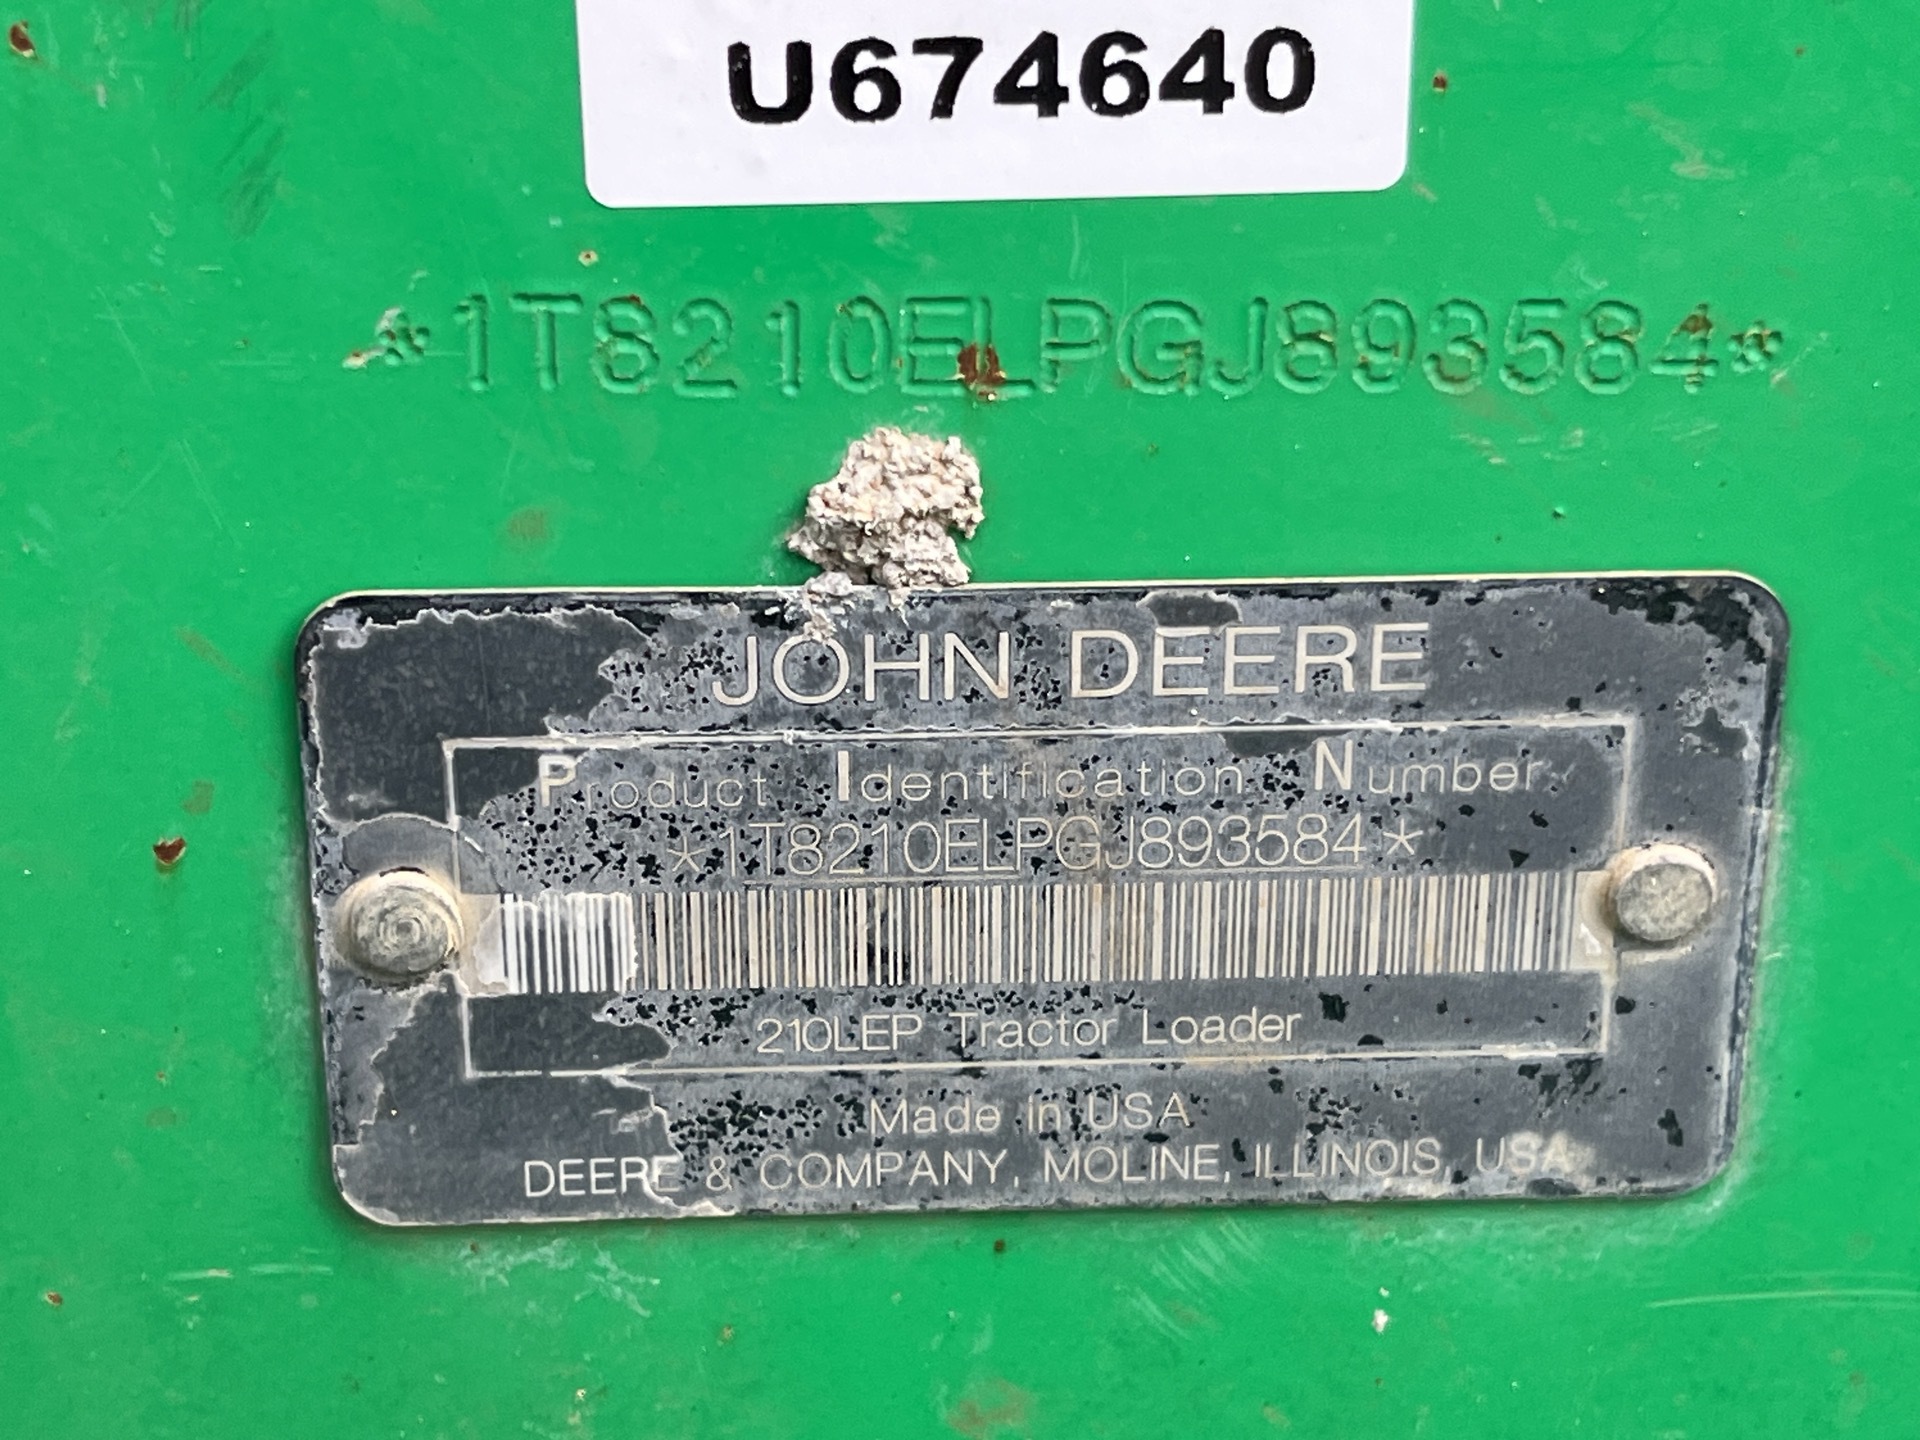 U674640
*1T8210ELPGJ893584*
JOHN DEERE
Product Identification Number
*1T8210ELPGJ893584*
210LEP Tractor Loader
Made in USA
DEERE & COMPANY, MOLINE, ILLINOIS, USA